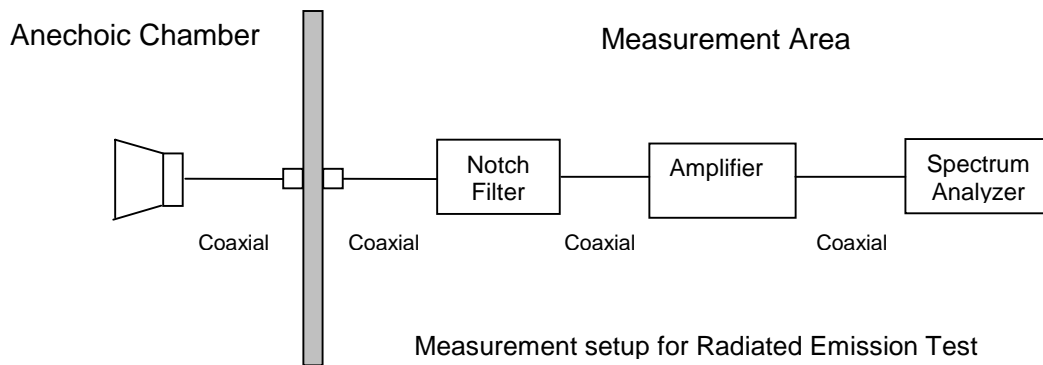 Anechoic Chamber
Measurement Area
Notch
Filter
Amplifier
Spectrum
Analyzer
Coaxial
Coaxial
Coaxial
Coaxial
Measurement setup for Radiated Emission Test